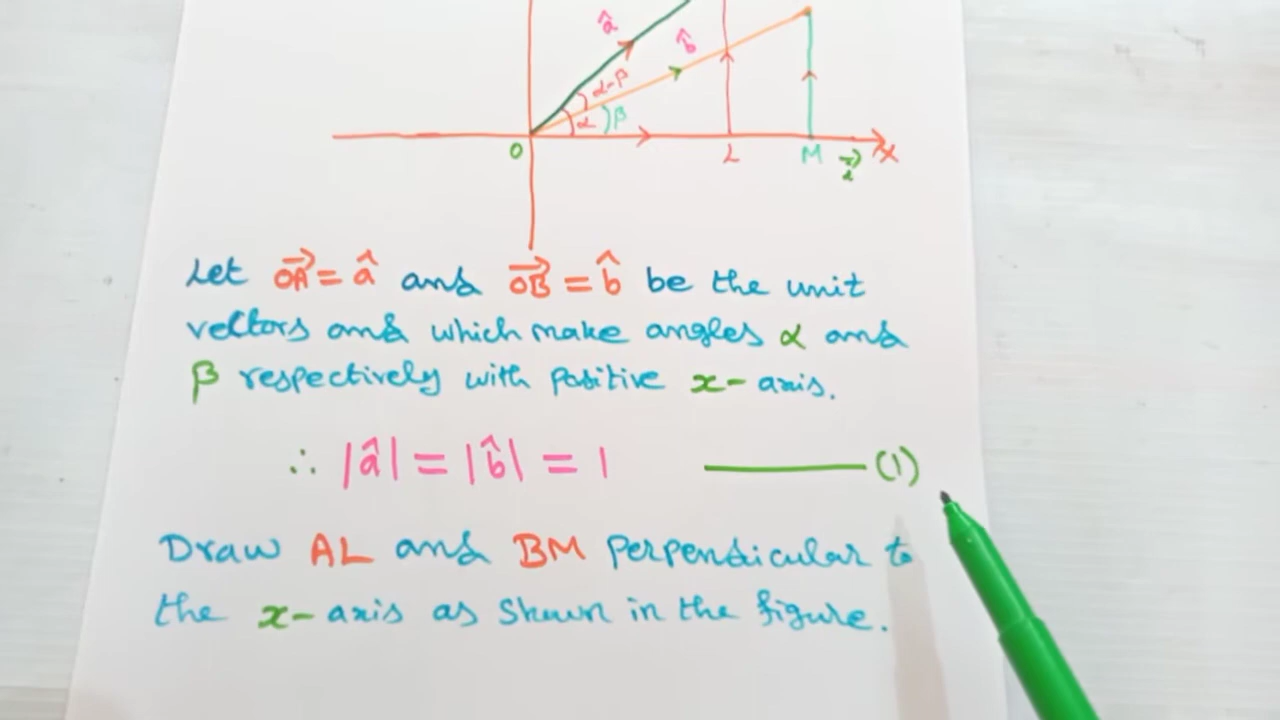 â
b̂
α-β
α
β
O
L
M
x
Let OA⃗ = â and OB⃗ = b̂ be the unit
vectors and which make angles α and
β respectively with positive x- axis.
∴ |â| = |b̂| = 1 (1)
Draw AL and BM perpendicular to
the x- axis as shown in the figure.